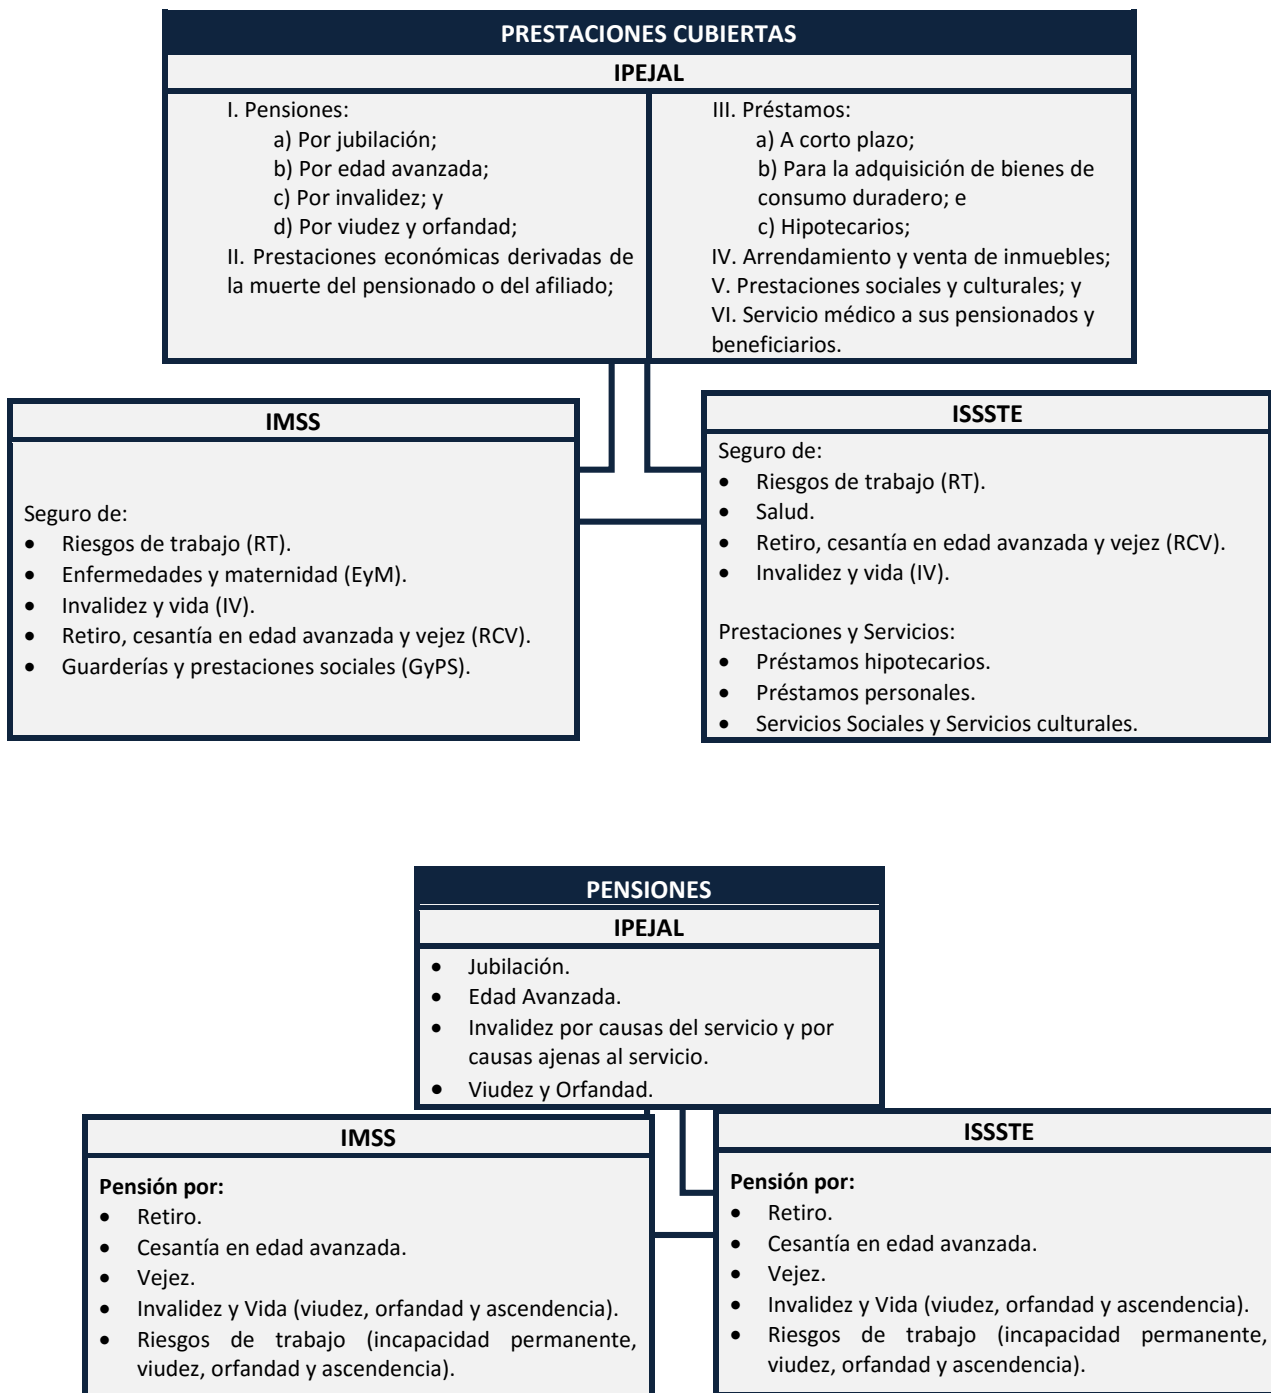 PRESTACIONES CUBIERTAS
IPEJAL
I. Pensiones:
a) Por jubilación;
b) Por edad avanzada;
c) Por invalidez; y
d) Por viudez y orfandad;
II. Prestaciones económicas derivadas de
la muerte del pensionado o del afiliado;
III. Préstamos:
a) A corto plazo;
b) Para la adquisición de bienes de
consumo duradero; e
c) Hipotecarios;
IV. Arrendamiento y venta de inmuebles;
V. Prestaciones sociales y culturales; y
VI. Servicio médico a sus pensionados y
beneficiarios.
IMSS
Seguro de:
• Riesgos de trabajo (RT).
• Enfermedades y maternidad (EyM).
• Invalidez y vida (IV).
• Retiro, cesantía en edad avanzada y vejez (RCV).
• Guarderías y prestaciones sociales (GyPS).
ISSSTE
Seguro de:
• Riesgos de trabajo (RT).
• Salud.
• Retiro, cesantía en edad avanzada y vejez (RCV).
• Invalidez y vida (IV).
Prestaciones y Servicios:
• Préstamos hipotecarios.
• Préstamos personales.
• Servicios Sociales y Servicios culturales.
PENSIONES
IPEJAL
• Jubilación.
• Edad Avanzada.
• Invalidez por causas del servicio y por
causas ajenas al servicio.
• Viudez y Orfandad.
IMSS
Pensión por:
• Retiro.
• Cesantía en edad avanzada.
• Vejez.
• Invalidez y Vida (viudez, orfandad y ascendencia).
• Riesgos de trabajo (incapacidad permanente,
viudez, orfandad y ascendencia).
ISSSTE
Pensión por:
• Retiro.
• Cesantía en edad avanzada.
• Vejez.
• Invalidez y Vida (viudez, orfandad y ascendencia).
• Riesgos de trabajo (incapacidad permanente,
viudez, orfandad y ascendencia).